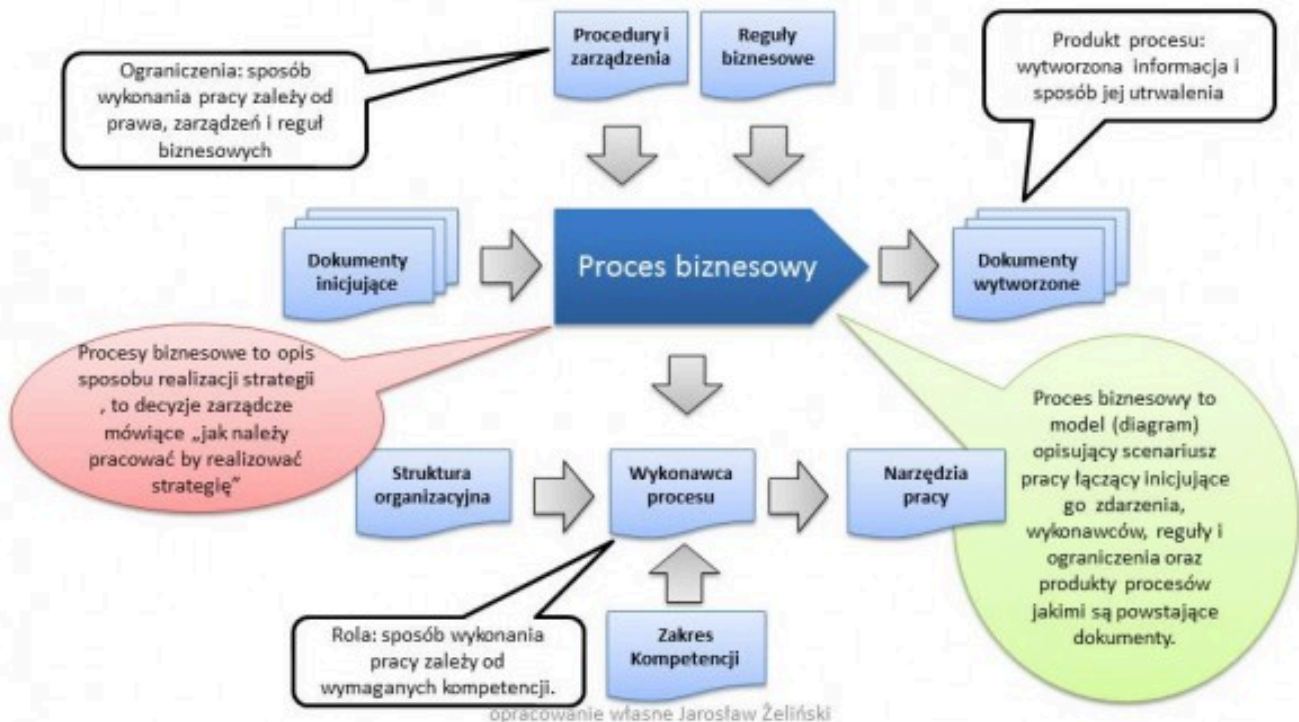 Procedury i
zarządzenia
Reguły
biznesowe
Ograniczenia: sposób
wykonania pracy zależy od
prawa, zarządzeń i reguł
biznesowych
Produkt procesu:
wytworzona informacja i
sposób jej utrwalenia
Dokumenty
inicjujące
Proces biznesowy
Dokumenty
wytworzone
Procesy biznesowe to opis
sposobu realizacji strategii
, to decyzje zarządcze
mówiące „jak należy
pracować by realizować
strategię”
Proces biznesowy to
model (diagram)
opisujący scenariusz
pracy łączący inicjujące
go zdarzenia,
wykonawców, reguły i
ograniczenia oraz
produkty procesów
jakimi są powstające
dokumenty.
Struktura
organizacyjna
Wykonawca
procesu
Narzędzia
pracy
Rola: sposób wykonania
pracy zależy od
wymaganych kompetencji.
Zakres
Kompetencji
opracowanie własne Jarosław Żeliński